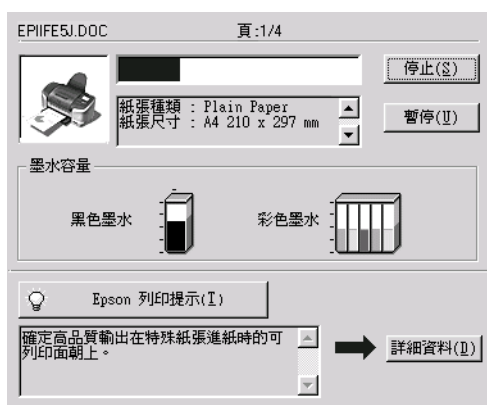 EPIIFE5J.DOC 頁:1/4
停止(S)
紙張種類 : Plain Paper
紙張尺寸 : A4 210 x 297 mm
暫停(U)
墨水容量
黑色墨水 彩色墨水
Epson 列印提示(T)
確定高品質輸出在特殊紙張進紙時的可
列印面朝上。
詳細資料(D)